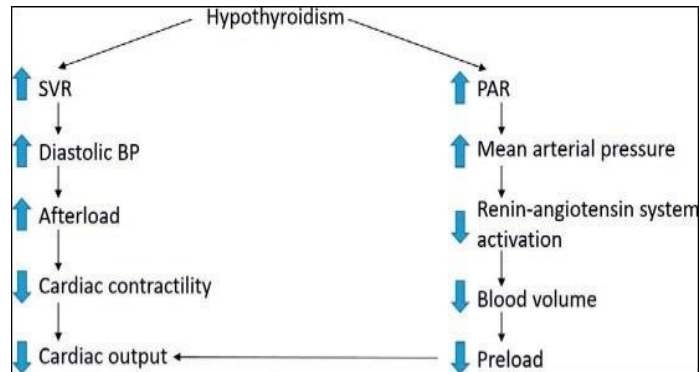 Hypothyroidism
SVR
PAR
Diastolic BP
Mean arterial pressure
Afterload
Renin-angiotensin system
activation
Cardiac contractility
Blood volume
Cardiac output
Preload